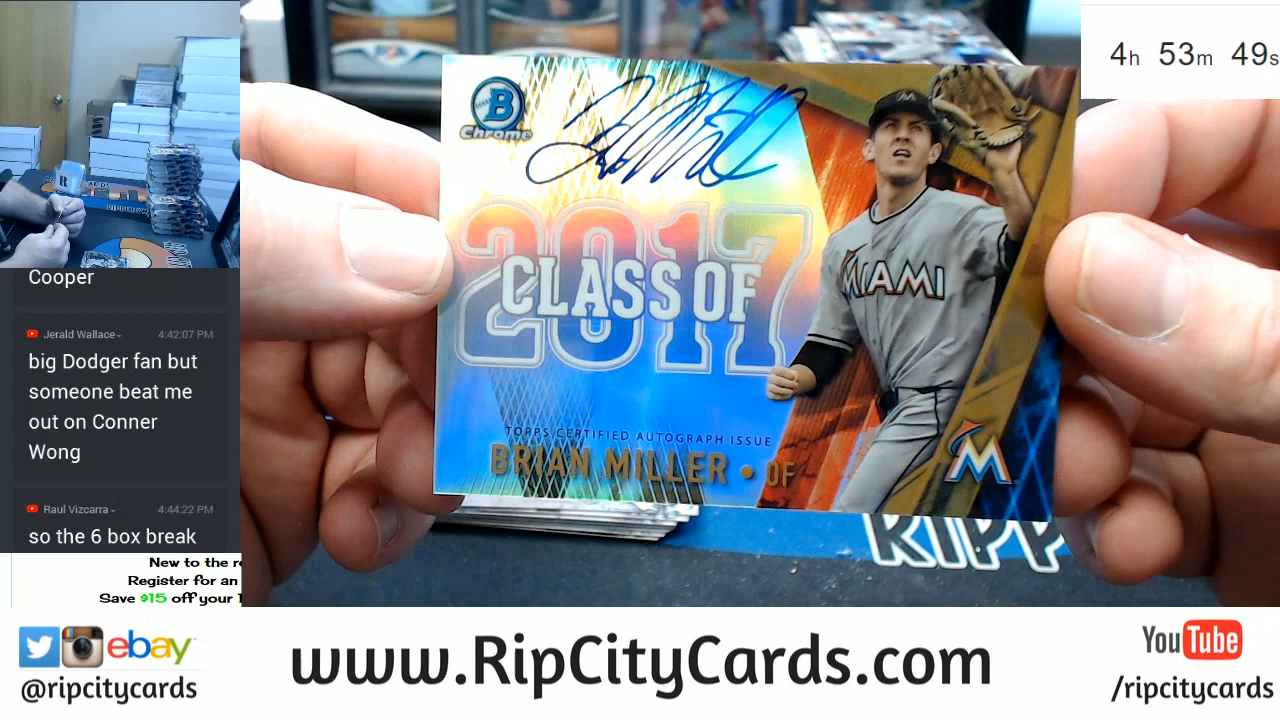 4h 53m 49s
B
Chrome
2017
CLASS OF
MIAMI
TOPPS CERTIFIED AUTOGRAPH ISSUE
BRIAN MILLER • OF
M
RIPP
Cooper
Jerald Wallace 4:42:07 PM
big Dodger fan but
someone beat me
out on Conner
Wong
Raul Vizcarra 4:44:22 PM
so the 6 box break
New to the r
Register for an
Save $15 off your 1
ebay
@ripcitycards
www.RipCityCards.com
YouTube
/ripcitycards